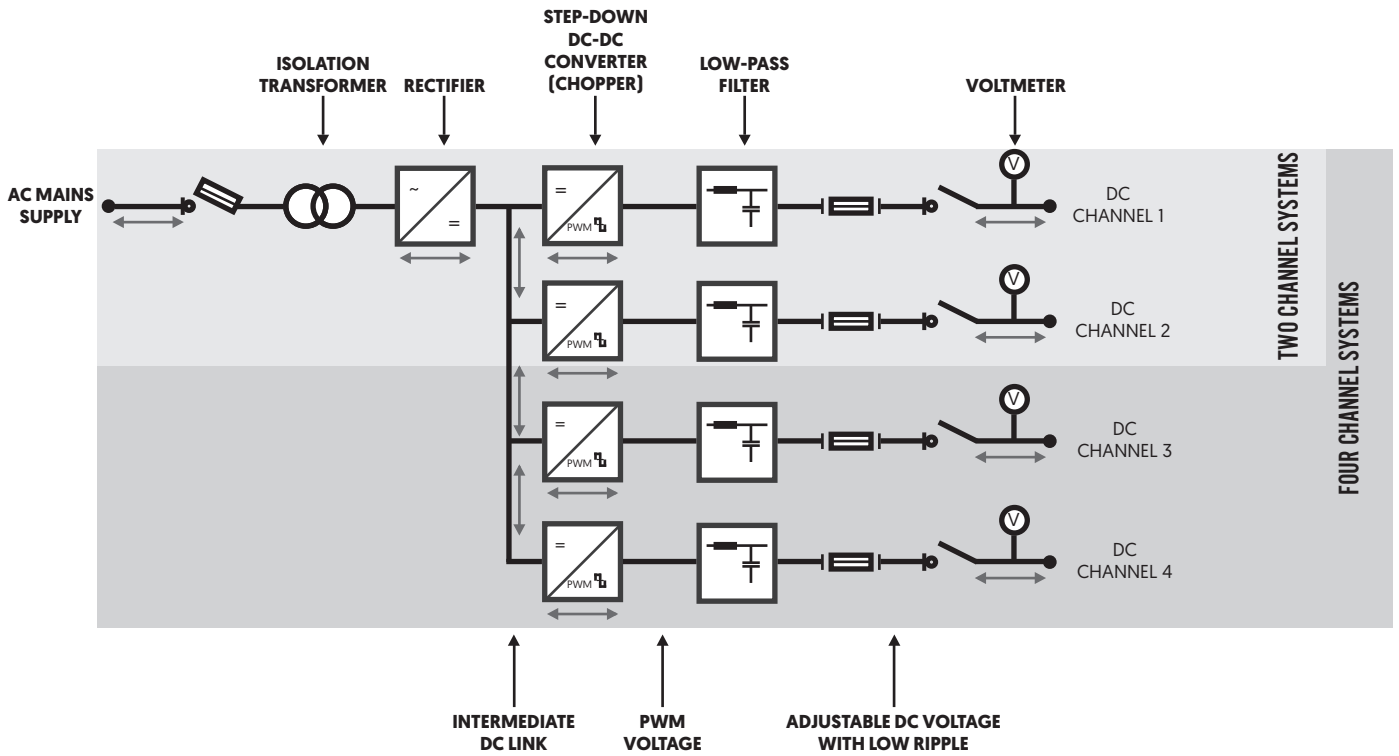 STEP-DOWN
DC-DC
CONVERTER
(CHOPPER)
ISOLATION
TRANSFORMER
RECTIFIER
LOW-PASS
FILTER
VOLTMETER
AC MAINS
SUPPLY
~
=
=
PWM
V
DC
CHANNEL 1
=
PWM
V
DC
CHANNEL 2
TWO CHANNEL SYSTEMS
=
PWM
V
DC
CHANNEL 3
=
PWM
V
DC
CHANNEL 4
FOUR CHANNEL SYSTEMS
INTERMEDIATE
DC LINK
PWM
VOLTAGE
ADJUSTABLE DC VOLTAGE
WITH LOW RIPPLE